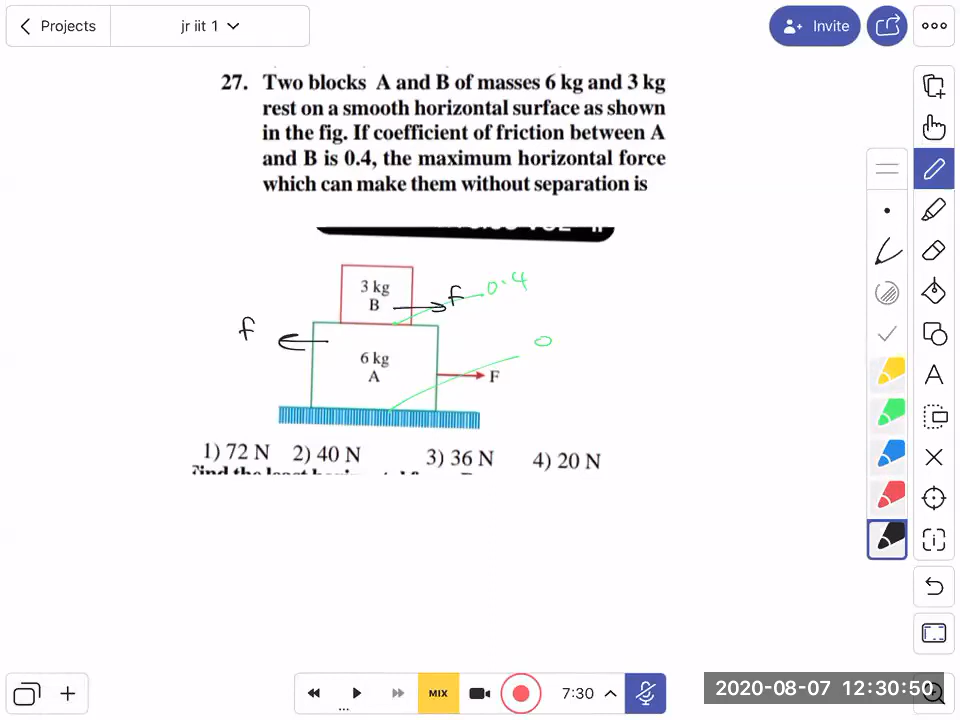 Projects
jr iit 1
Invite
27. Two blocks A and B of masses 6 kg and 3 kg
rest on a smooth horizontal surface as shown
in the fig. If coefficient of friction between A
and B is 0.4, the maximum horizontal force
which can make them without separation is
3 kg
B
f
0.4
f
6 kg
A
F
0
1) 72 N 2) 40 N 3) 36 N 4) 20 N
MIX
7:30
2020-08-07 12:30:50